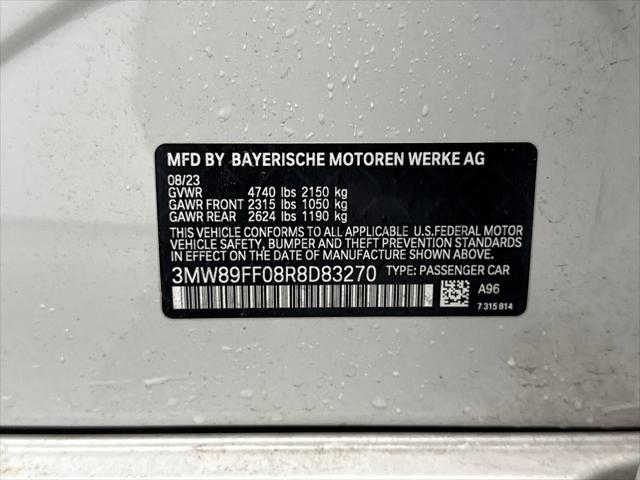 MFD BY BAYERISCHE MOTOREN WERKE AG
08/23
GVWR 4740 lbs 2150 kg
GAWR FRONT 2315 lbs 1050 kg
GAWR REAR 2624 lbs 1190 kg
THIS VEHICLE CONFORMS TO ALL APPLICABLE U.S.FEDERAL MOTOR
VEHICLE SAFETY, BUMPER AND THEFT PREVENTION STANDARDS
IN EFFECT ON THE DATE OF MANUFACTURE SHOWN ABOVE.
3MW89FF08R8D83270 TYPE: PASSENGER CAR
A96
7 315 814